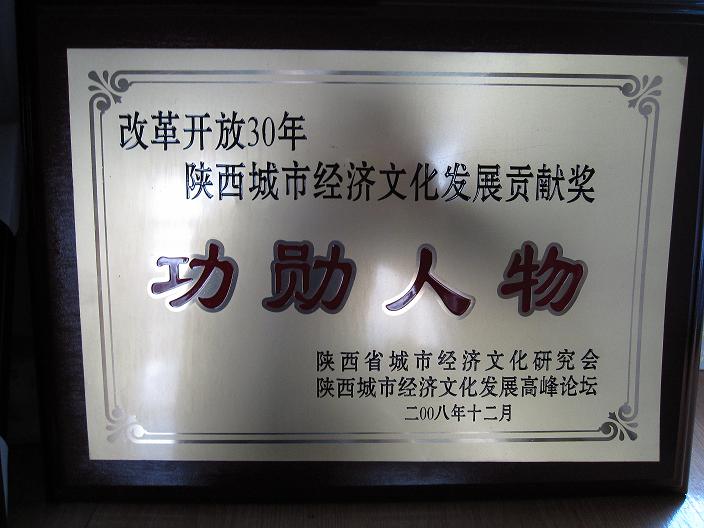 改革开放30年
陕西城市经济文化发展贡献奖
功勋人物
陕西省城市经济文化研究会
陕西城市经济文化发展高峰论坛
二00八年十二月